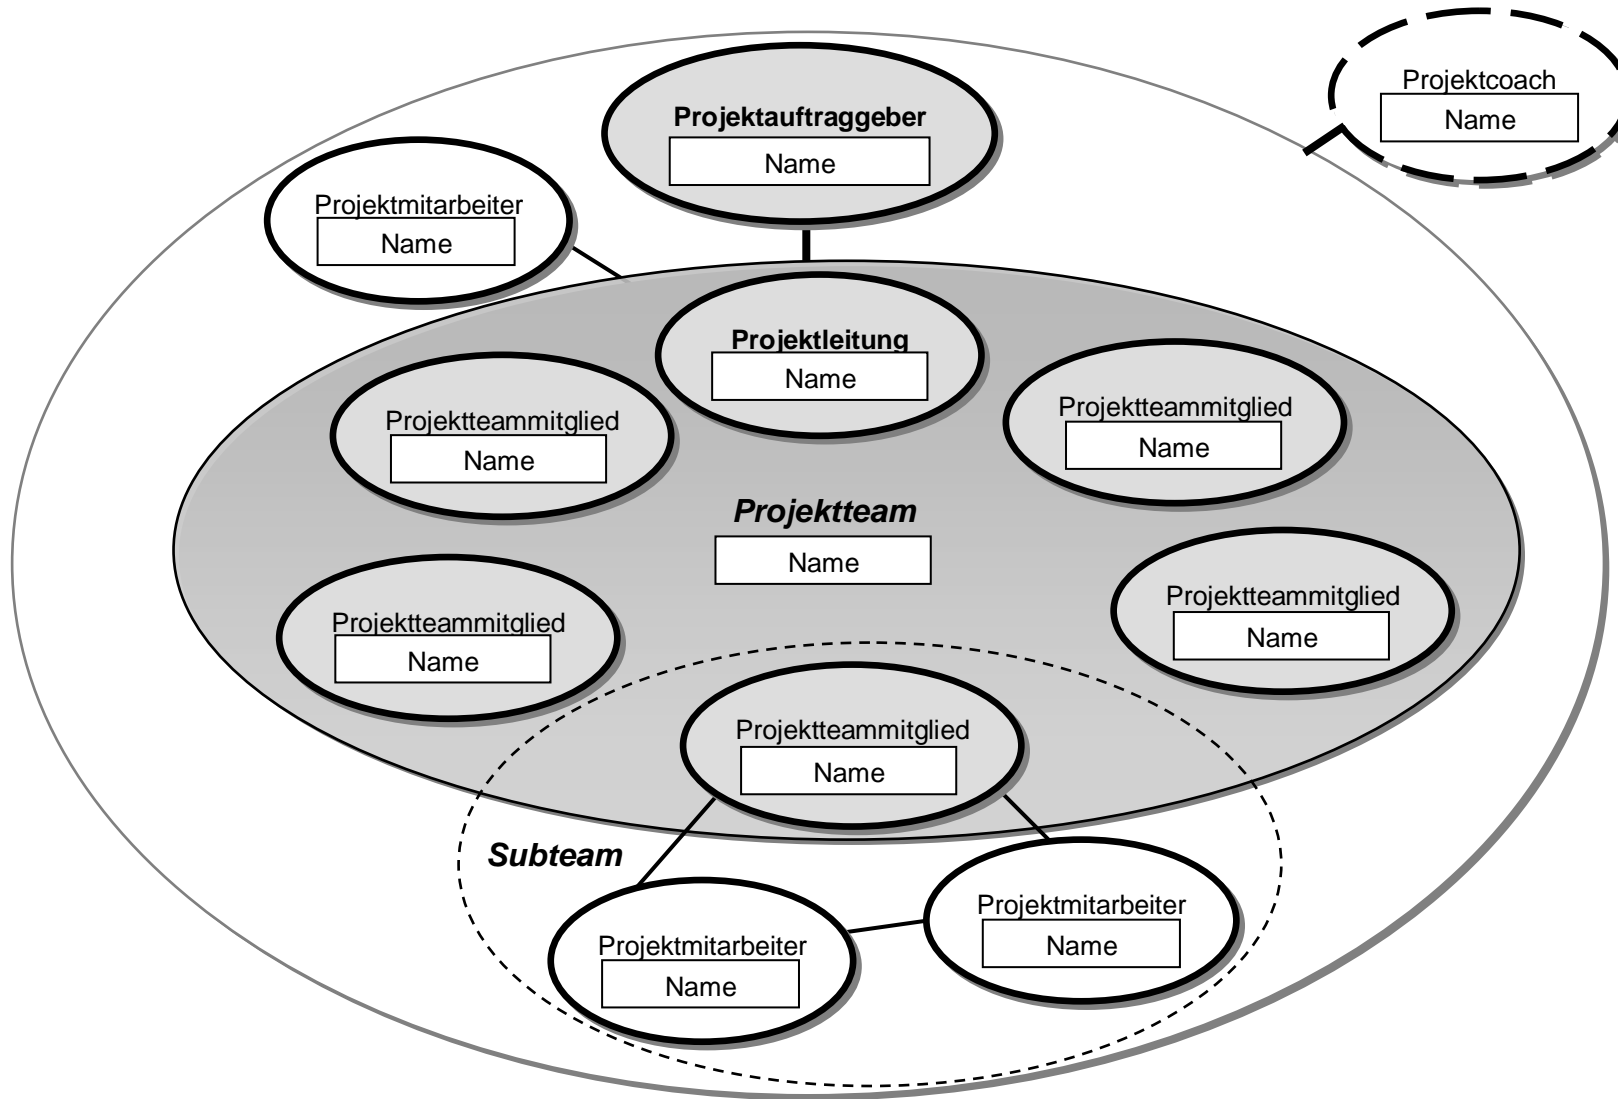 Projektcoach
Name
Projektauftraggeber
Name
Projektmitarbeiter
Name
Projektleitung
Name
Projektteammitglied
Name
Projektteammitglied
Name
Projektteam
Name
Projektteammitglied
Name
Projektteammitglied
Name
Projektteammitglied
Name
Subteam
Projektmitarbeiter
Name
Projektmitarbeiter
Name